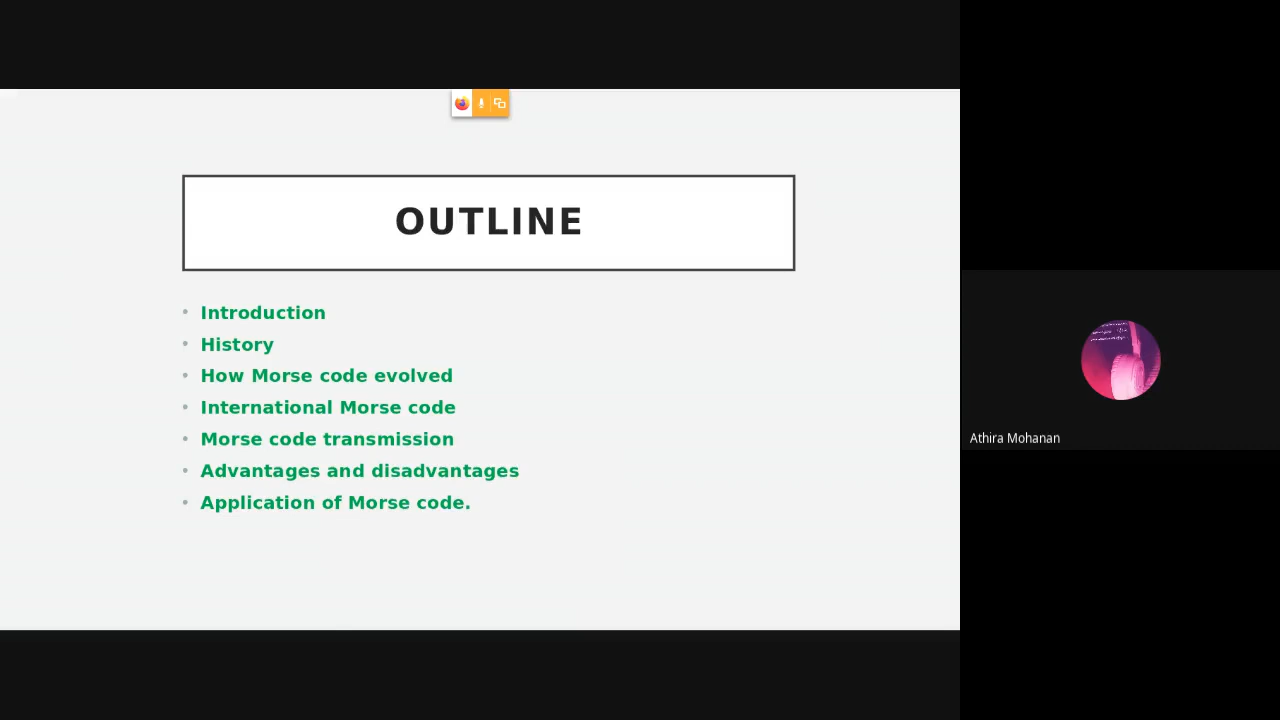 OUTLINE
• Introduction
• History
• How Morse code evolved
• International Morse code
• Morse code transmission
• Advantages and disadvantages
• Application of Morse code.
Athira Mohanan